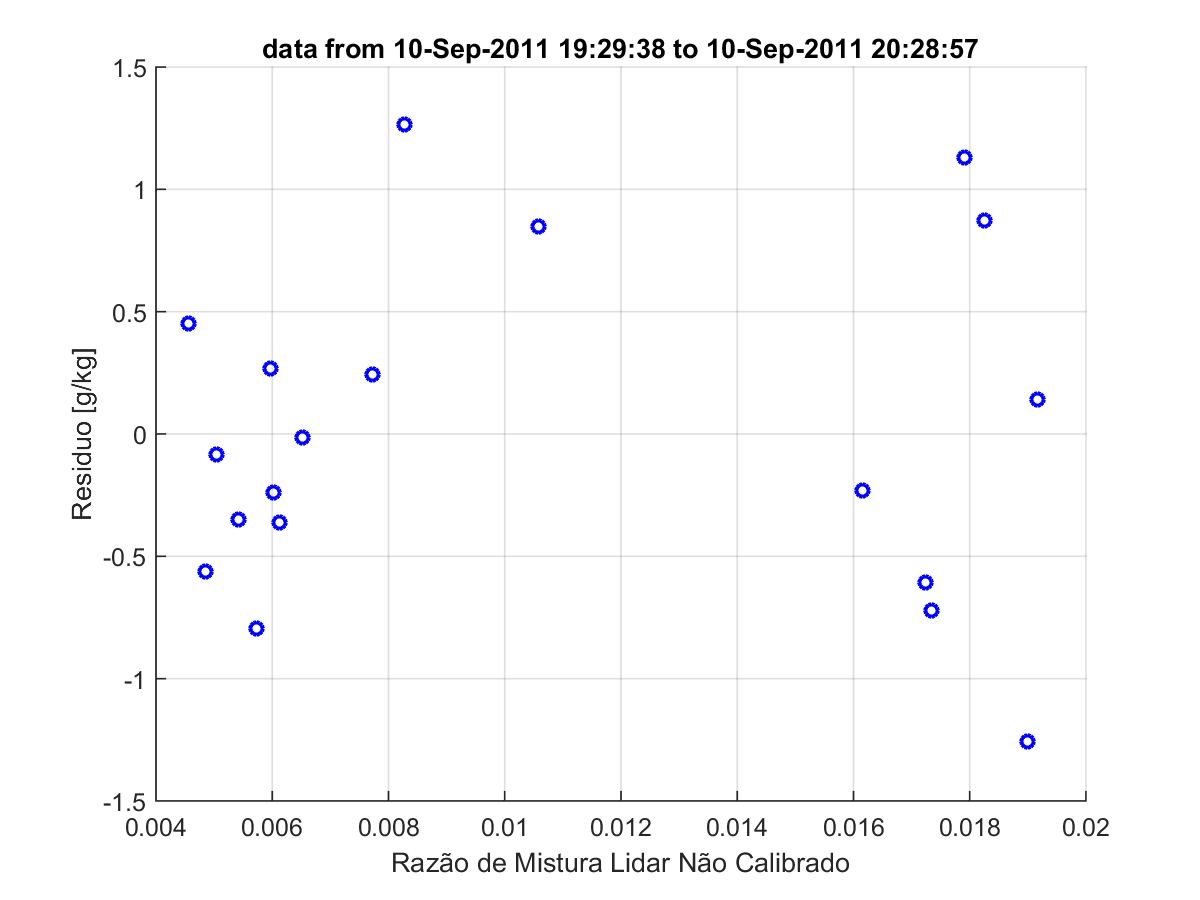 data from 10-Sep-2011 19:29:38 to 10-Sep-2011 20:28:57
1.5
1
0.5
0
-0.5
-1
-1.5
Residuo [g/kg]
0.004 0.006 0.008 0.01 0.012 0.014 0.016 0.018 0.02
Razão de Mistura Lidar Não Calibrado